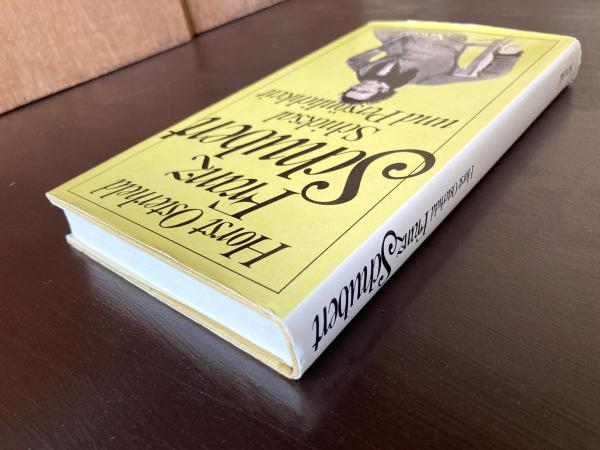 Horst Osterheld
Franz
Schubert
Schicksal
und Persönlichkeit
Horst Osterheld Franz Schubert